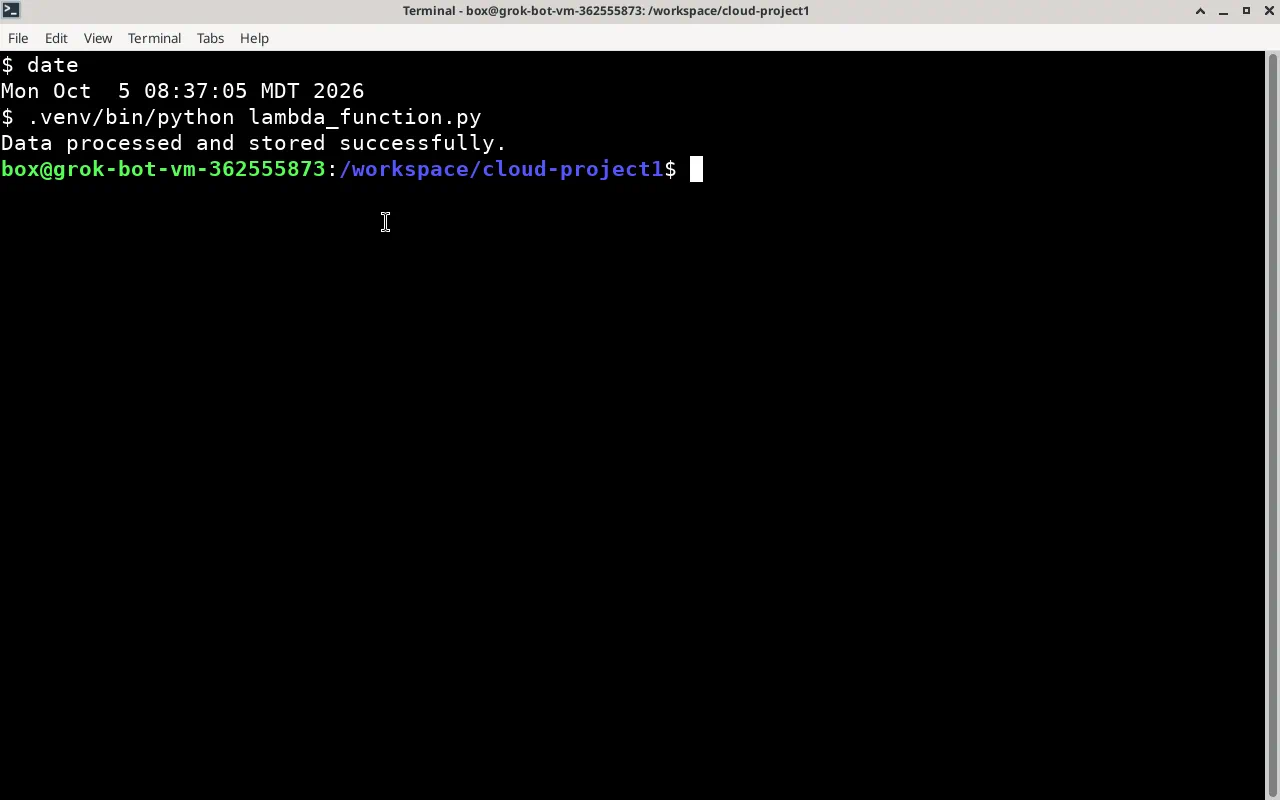 Terminal - box@grok-bot-vm-362555873: /workspace/cloud-project1
File Edit View Terminal Tabs Help
$ date
Mon Oct  5 08:37:05 MDT 2026
$ .venv/bin/python lambda_function.py
Data processed and stored successfully.
box@grok-bot-vm-362555873:/workspace/cloud-project1$